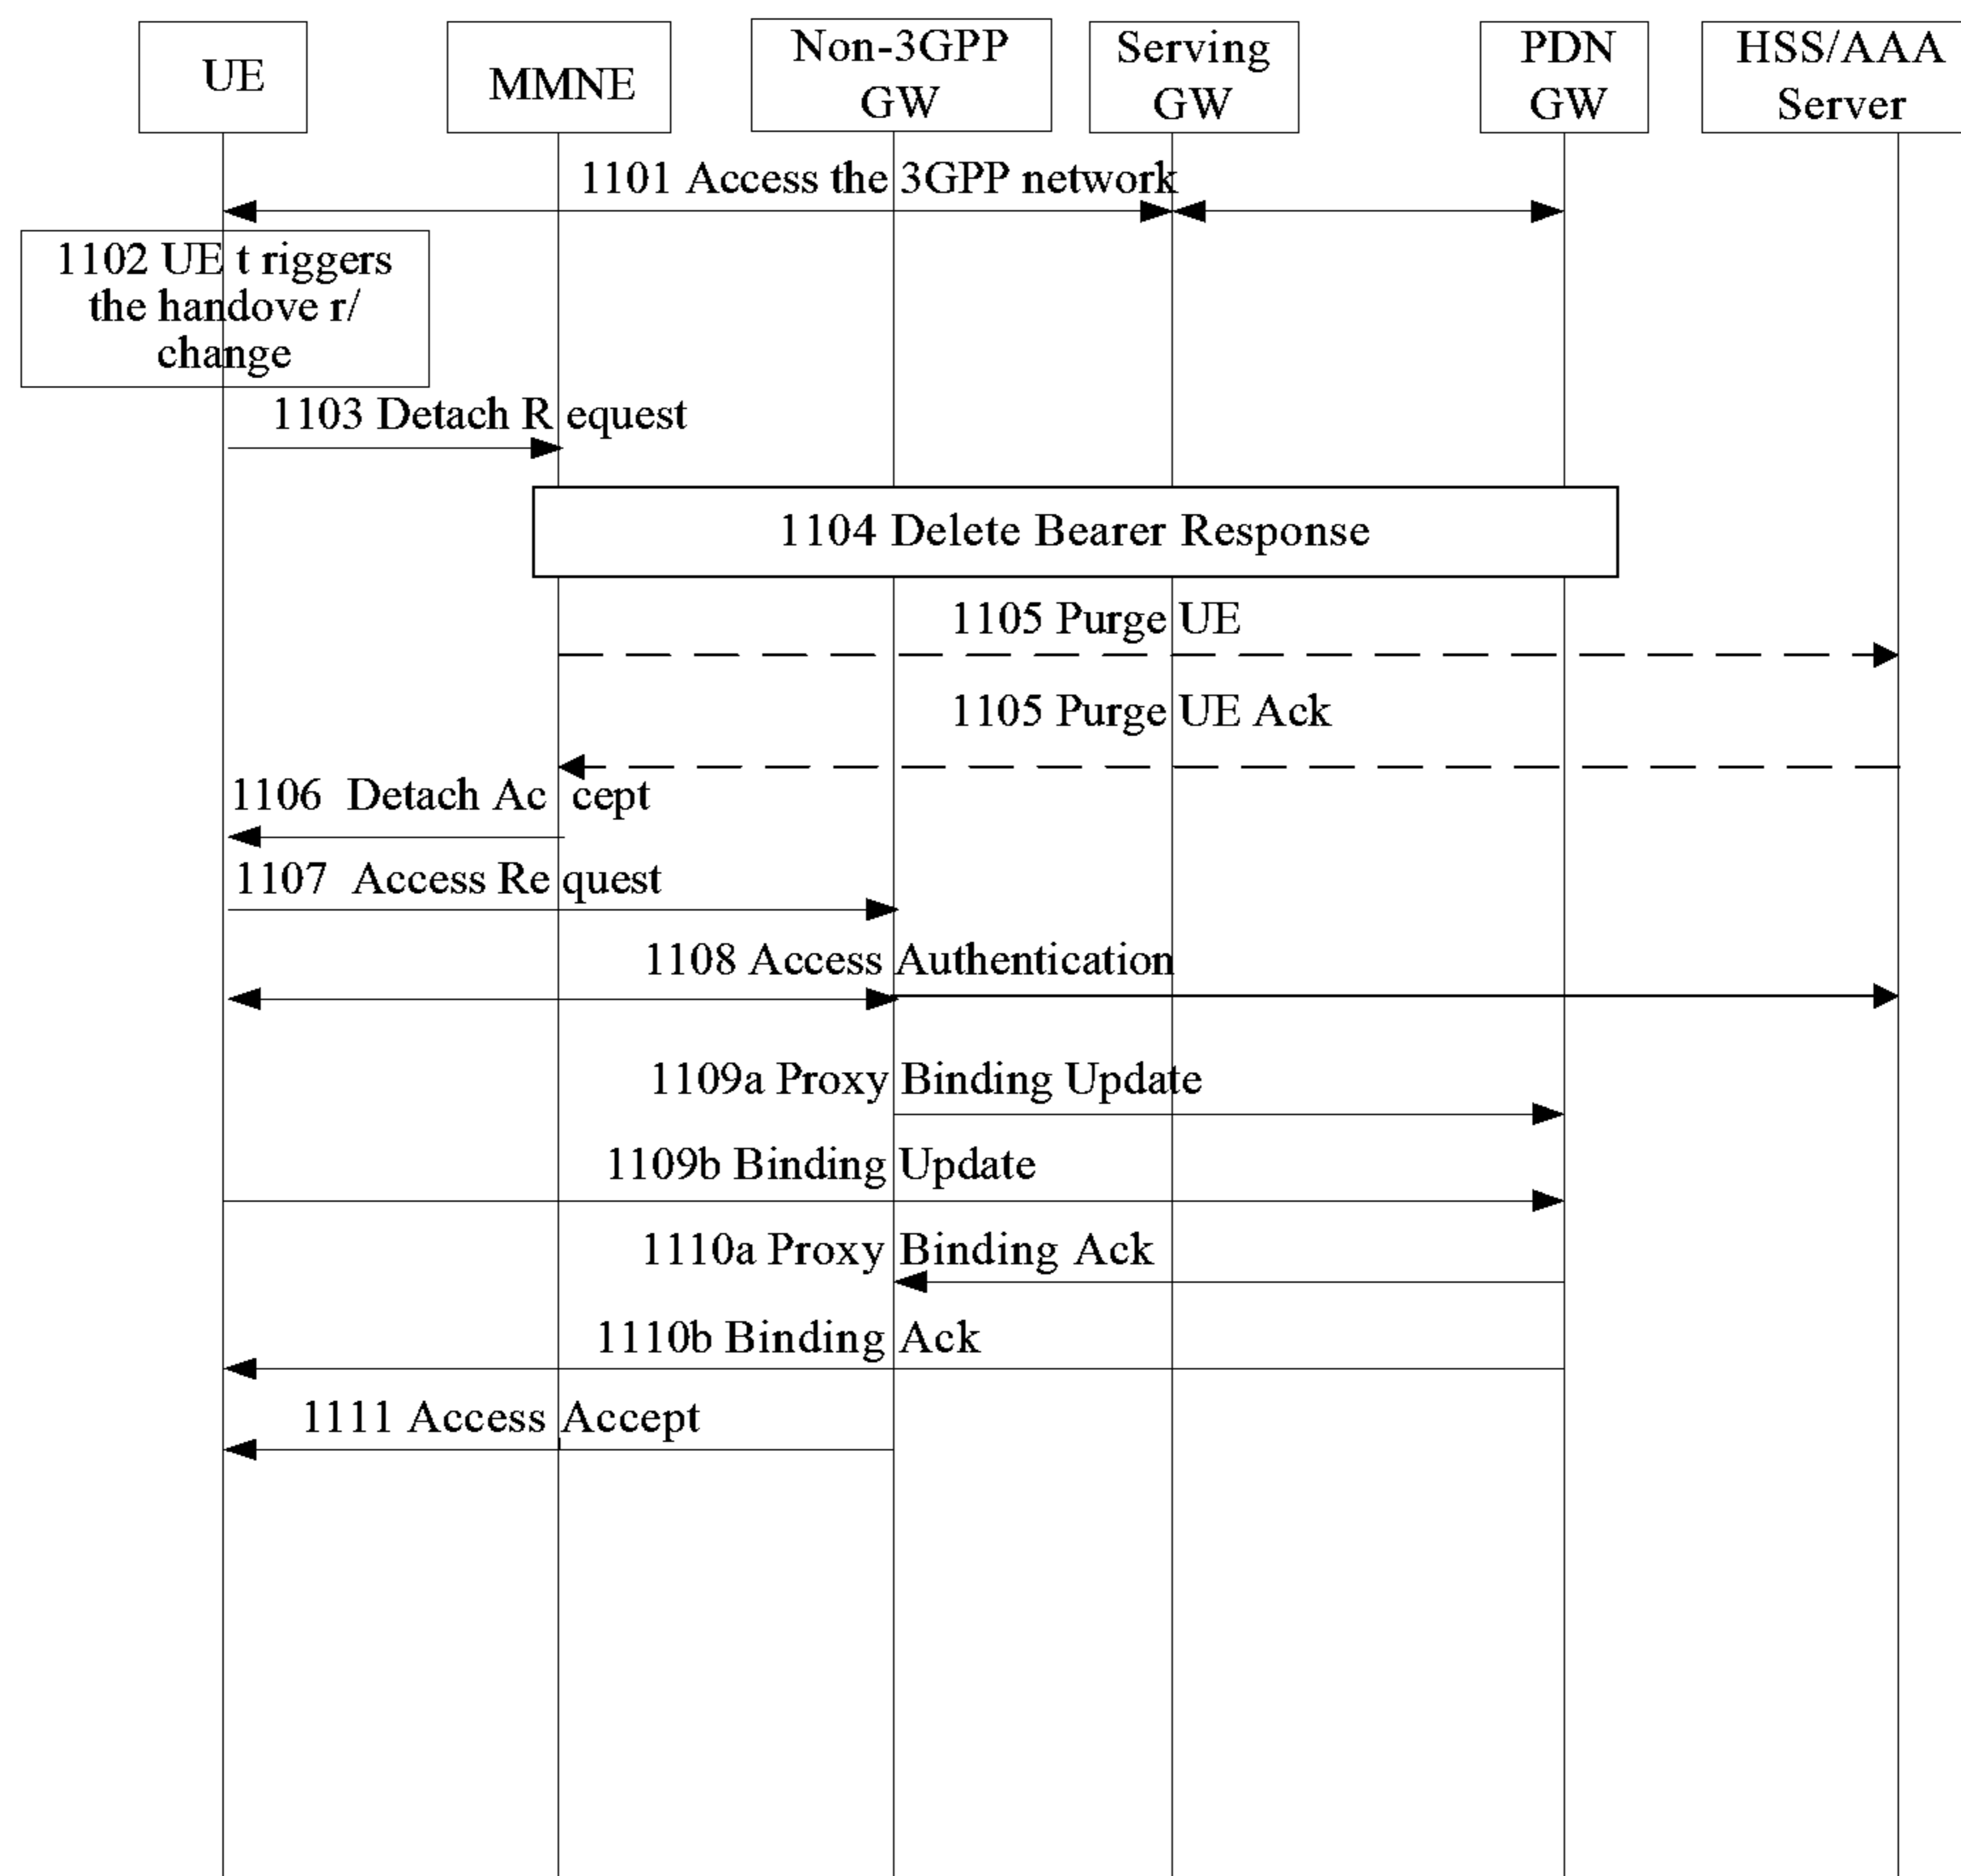 UE
MMNE
Non-3GPP
GW
Serving
GW
PDN
GW
HSS/AAA
Server
1101 Access the 3GPP network
1102 UE t riggers
the handove r/
change
1103 Detach R equest
1104 Delete Bearer Response
1105 Purge UE
1105 Purge UE Ack
1106 Detach Ac cept
1107 Access Re quest
1108 Access Authentication
1109a Proxy Binding Update
1109b Binding Update
1110a Proxy Binding Ack
1110b Binding Ack
1111 Access Accept